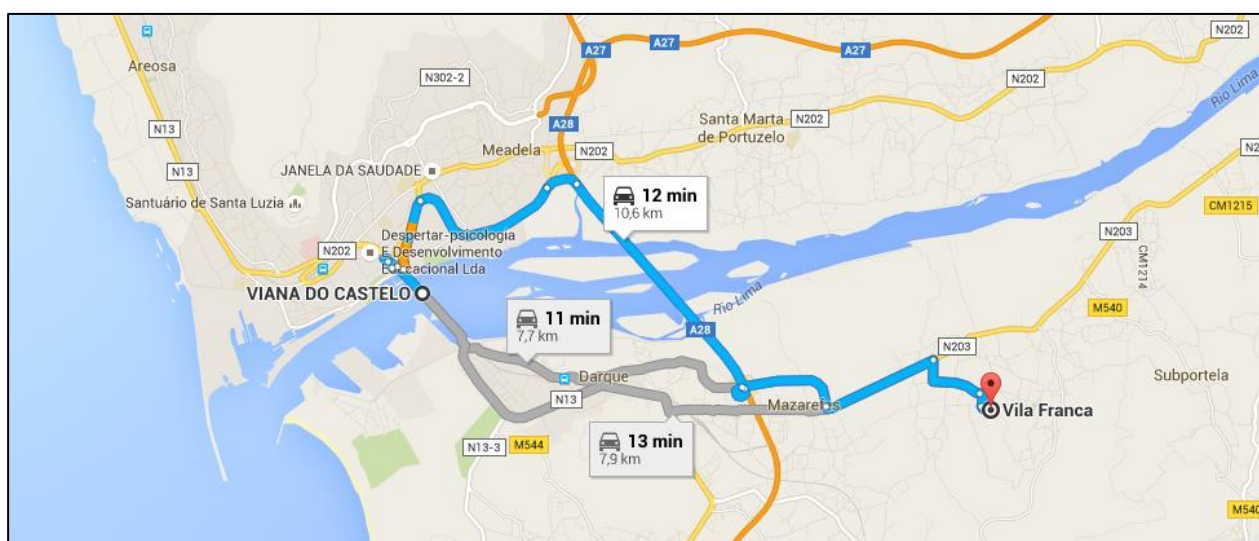 N202
A27
A27
A27
Areosa
N302-2
N202
Rio Lima
N13
A28
Santa Marta
de Portuzelo
N202
Meadela
N202
N13
JANELA DA SAUDADE
12 min
10,6 km
CM1215
Santuário de Santa Luzia
N203
N203
N202
Despertar-psicologia
E Desenvolvimento
Educacional Lda
CM1214
VIANA DO CASTELO
Rio Lima
M540
11 min
7,7 km
A28
N203
Darque
Subportela
N13
Mazarefes
Vila Franca
N13-3
M544
13 min
7,9 km
M540